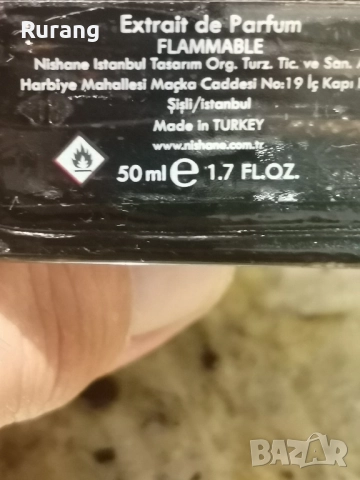 Rurang
Extrait de Parfum
FLAMMABLE
Nishane Istanbul Tasarım Org. Turz. Tic. ve San.
Harbiye Mahallesi Maçka Caddesi No:19 İç Kapı
Şişli/istanbul
Made in TURKEY
www.nishane.com.tr
50 ml e 1.7 FL.OZ.
BAZAR